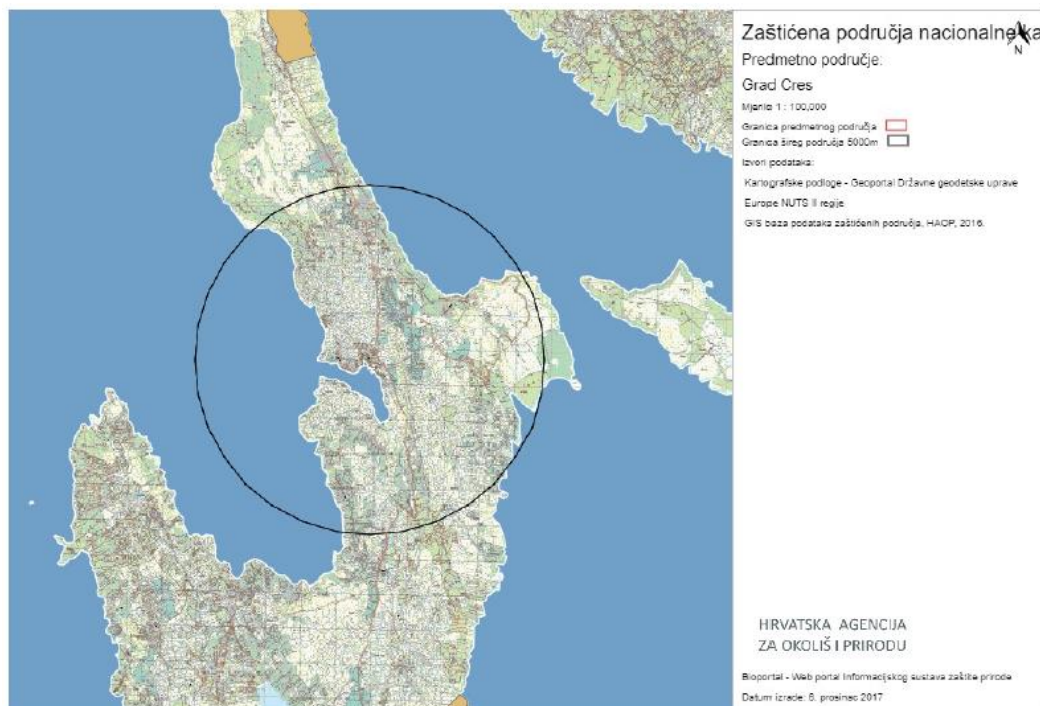 Zaštićena područja nacionalne ka
N
Predmetno područje:
Grad Cres
Mjerilo 1 : 100,000
Granica predmetnog područja
Granica šireg područja 5000m
Izvori podataka:
Kartografske podloge - Geoportal Državne geodetske uprave
Europe NUTS II regije
GIS baza podataka zaštićenih područja, HAOP, 2016.
HRVATSKA AGENCIJA
ZA OKOLIŠ I PRIRODU
Bioportal - Web portal Informacijskog sustava zaštite prirode
Datum izrade: 6. prosinac 2017